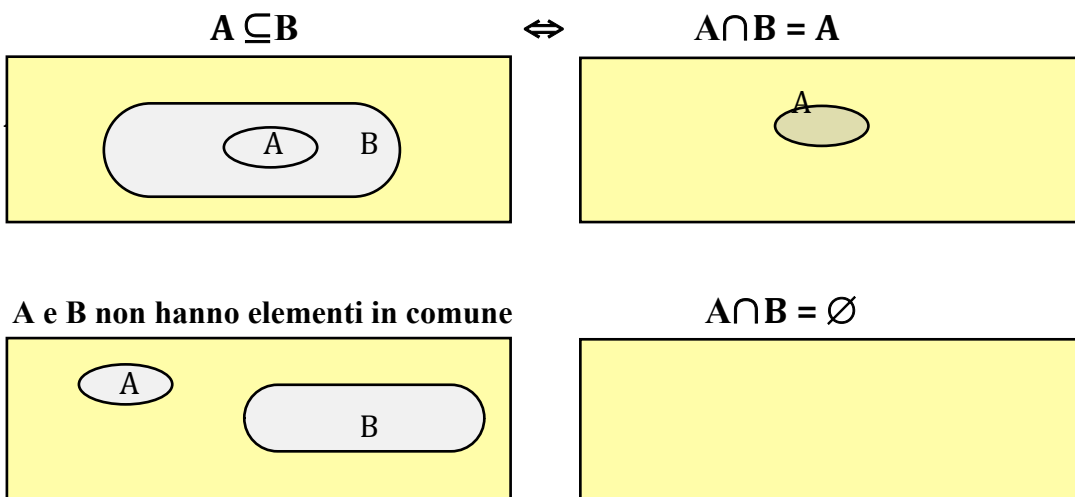 A ⊆ B ⇔ A∩B = A
A B
A
A e B non hanno elementi in comune A∩B = ∅
A
B